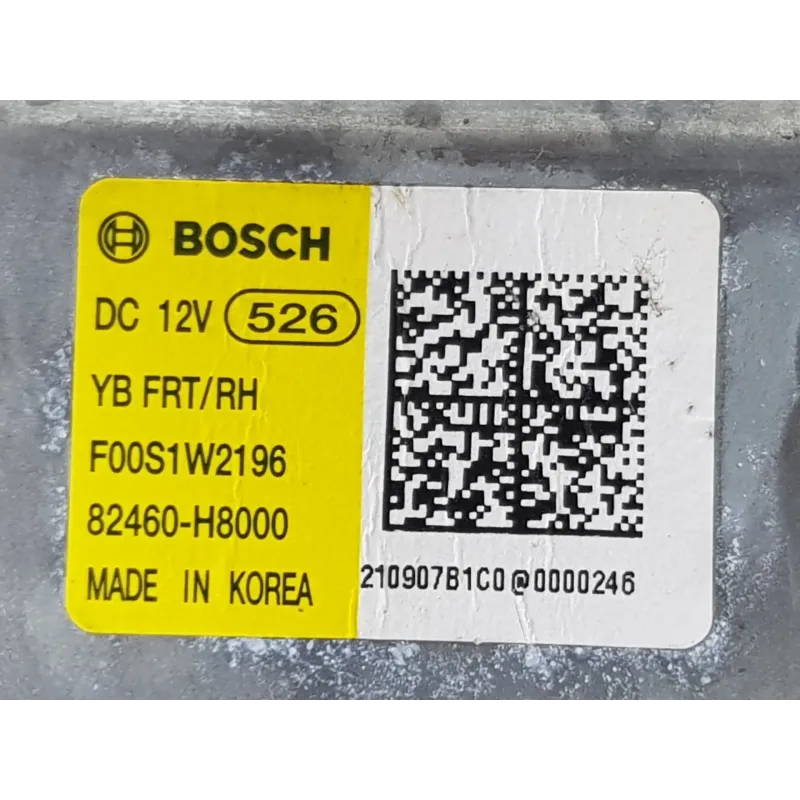 BOSCH
DC 12V 526
YB FRT/RH
F00S1W2196
82460-H8000
MADE IN KOREA
210907B1C0@0000246